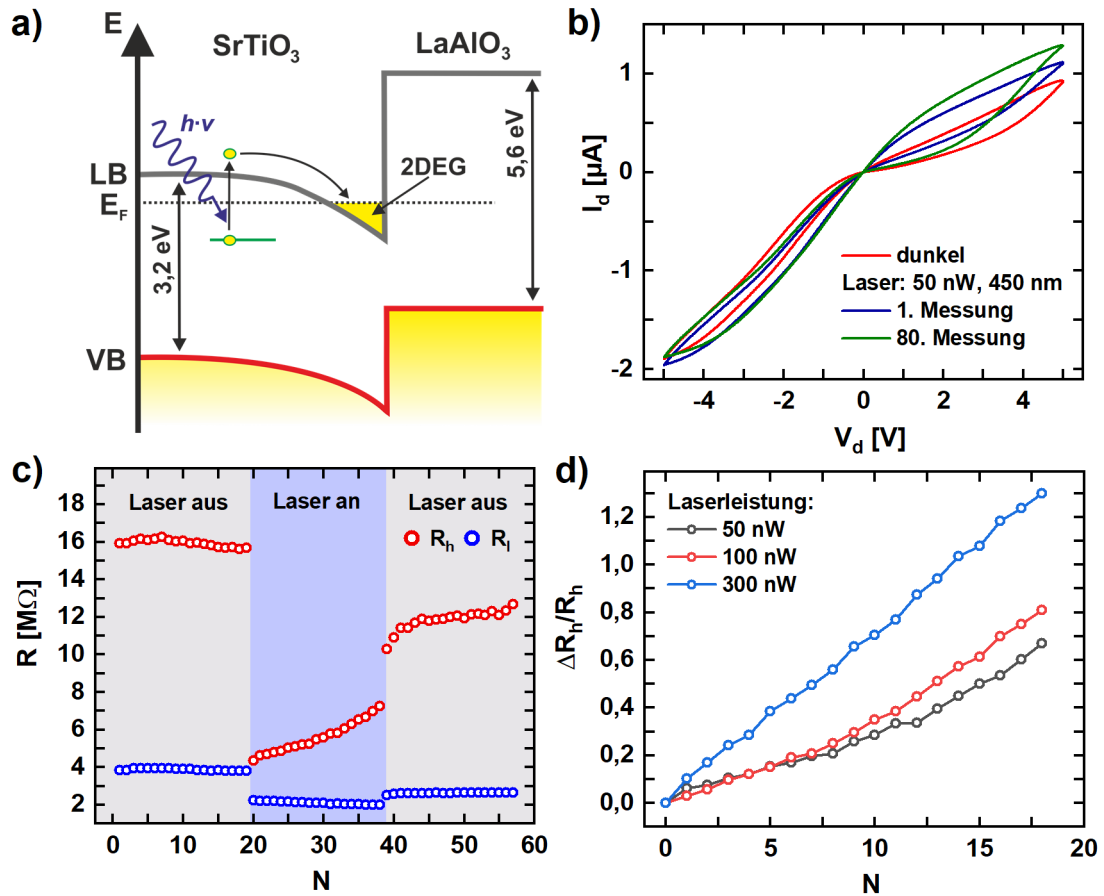 a)
E
SrTiO3
LaAlO3
h·ν
LB
2DEG
EF
3,2 eV
5,6 eV
VB
b)
Id [µA]
1
0
-1
-2
dunkel
Laser: 50 nW, 450 nm
1. Messung
80. Messung
-4 -2 0 2 4
Vd [V]
c)
R [MΩ]
18
16
14
12
10
8
6
4
2
Laser aus Laser an Laser aus
Rh Rl
0 10 20 30 40 50 60
N
d)
ΔRh/Rh
1,2
1,0
0,8
0,6
0,4
0,2
0,0
Laserleistung:
50 nW
100 nW
300 nW
0 5 10 15 20
N